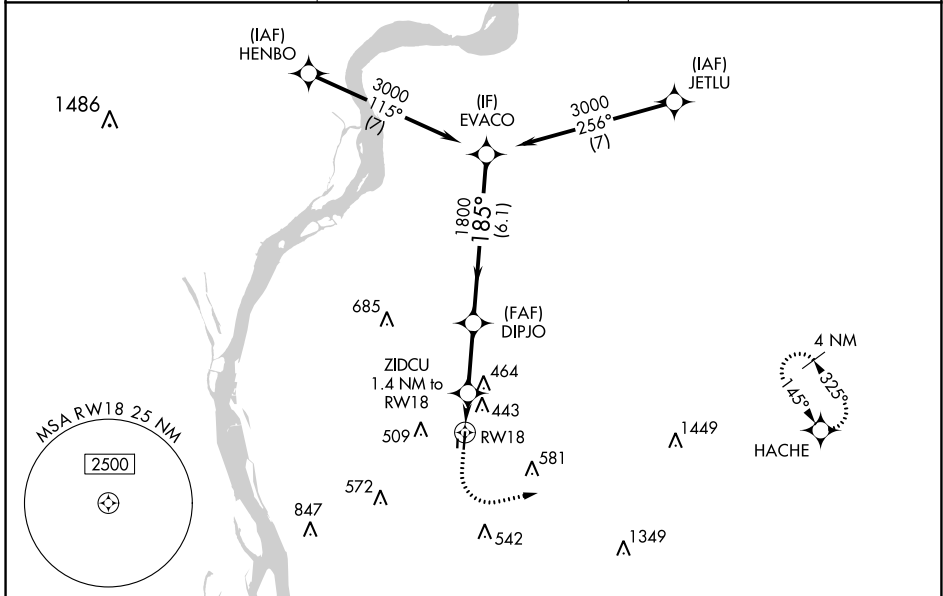 (IAF)
HENBO
(IAF)
JETLU
1486
3000
115°
(7)
(IF)
EVACO
3000
256°
(7)
1800
185°
(6.1)
685
(FAF)
DIPJO
ZIDCU
1.4 NM to
RW18
464
443
509
RW18
4 NM
325°
145°
HACHE
1449
MSA RW18 25 NM
2500
581
572
847
542
1349